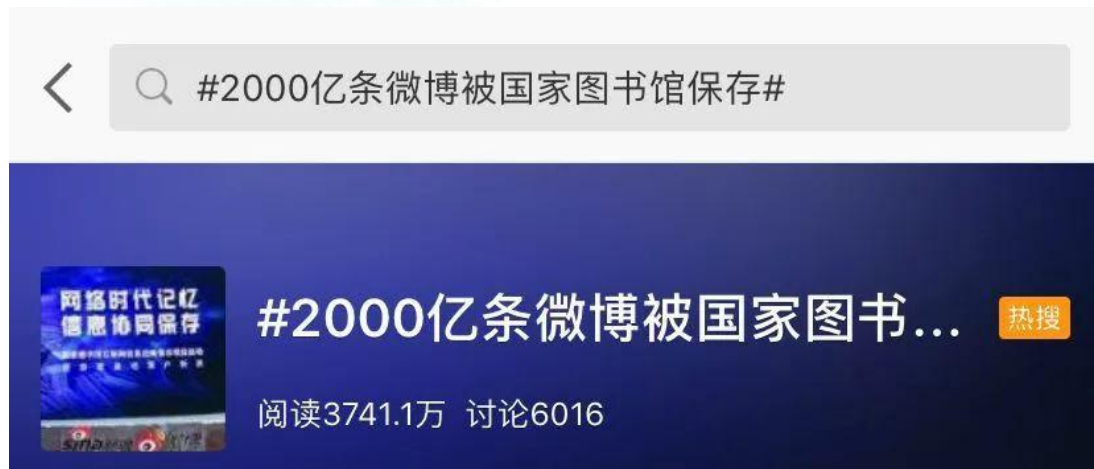 #2000亿条微博被国家图书馆保存#
网络时代记忆
信息协同保存
#2000亿条微博被国家图书...
热搜
阅读3741.1万 讨论6016
sina